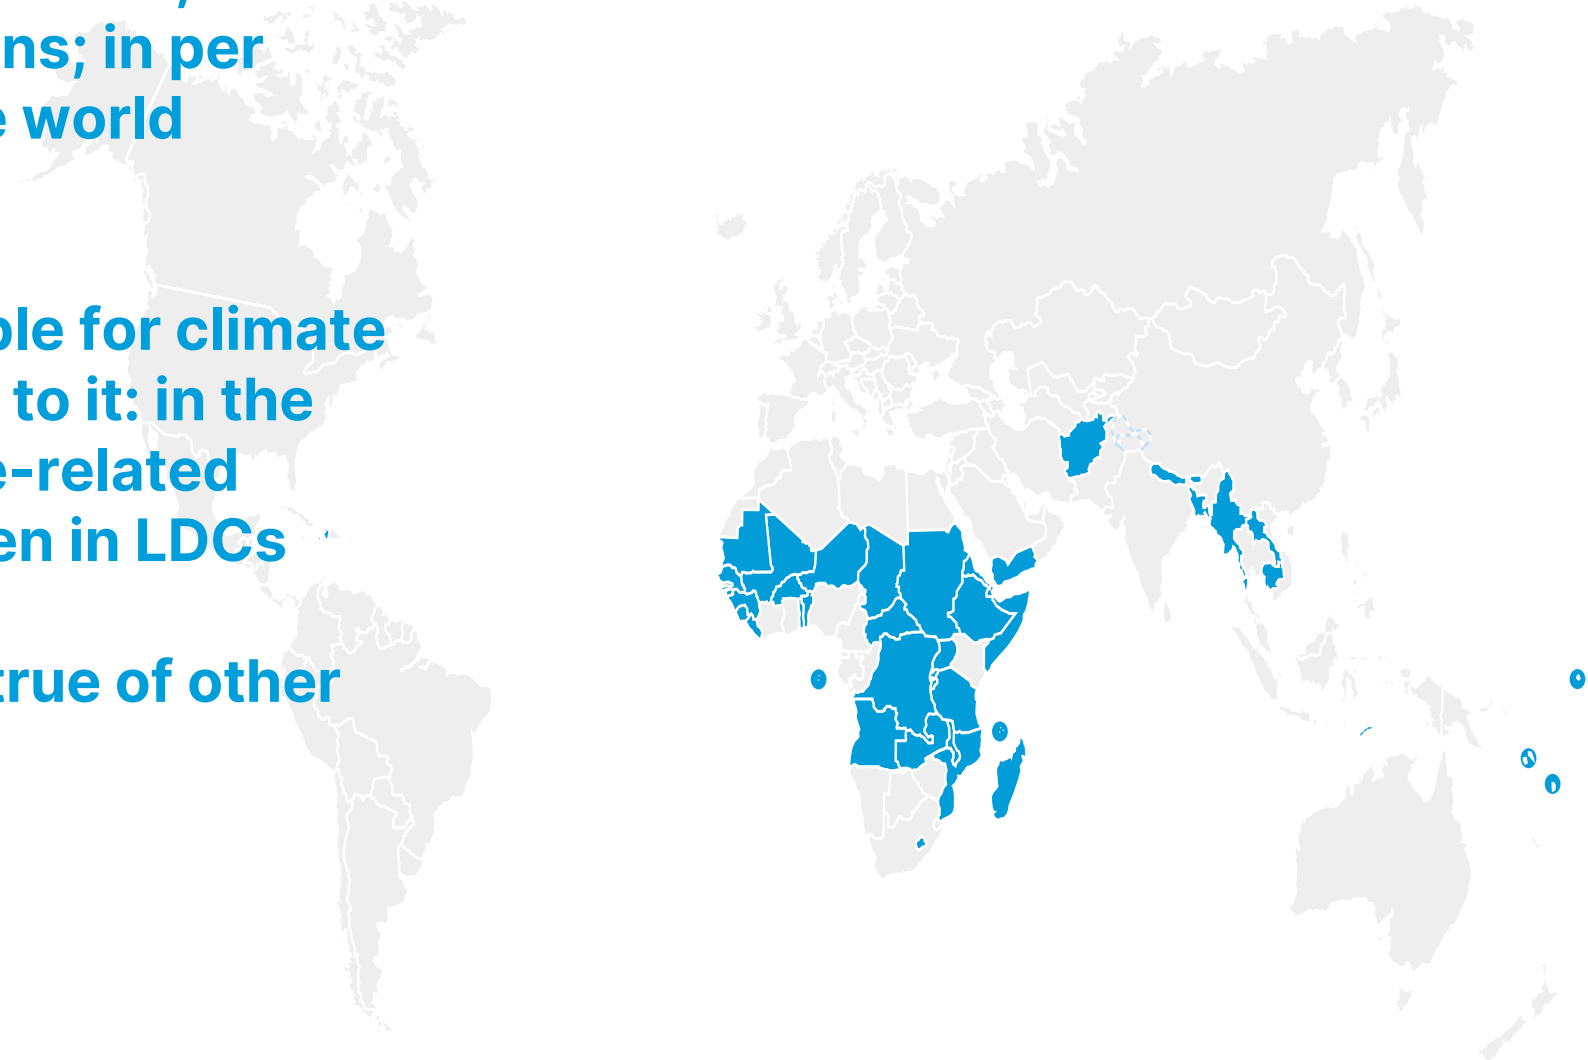 ns; in per
e world
ble for climate
to it: in the
e-related
en in LDCs
true of other